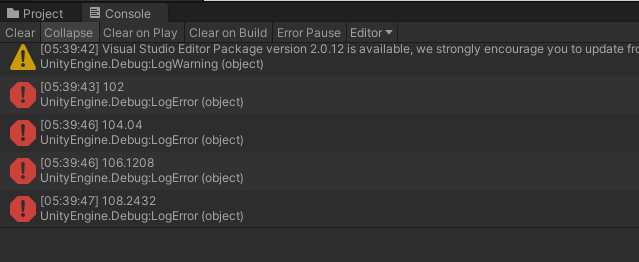 Project Console
Clear Collapse Clear on Play Clear on Build Error Pause Editor
[05:39:42] Visual Studio Editor Package version 2.0.12 is available, we strongly encourage you to update fro
UnityEngine.Debug:LogWarning (object)
[05:39:43] 102
UnityEngine.Debug:LogError (object)
[05:39:46] 104.04
UnityEngine.Debug:LogError (object)
[05:39:46] 106.1208
UnityEngine.Debug:LogError (object)
[05:39:47] 108.2432
UnityEngine.Debug:LogError (object)